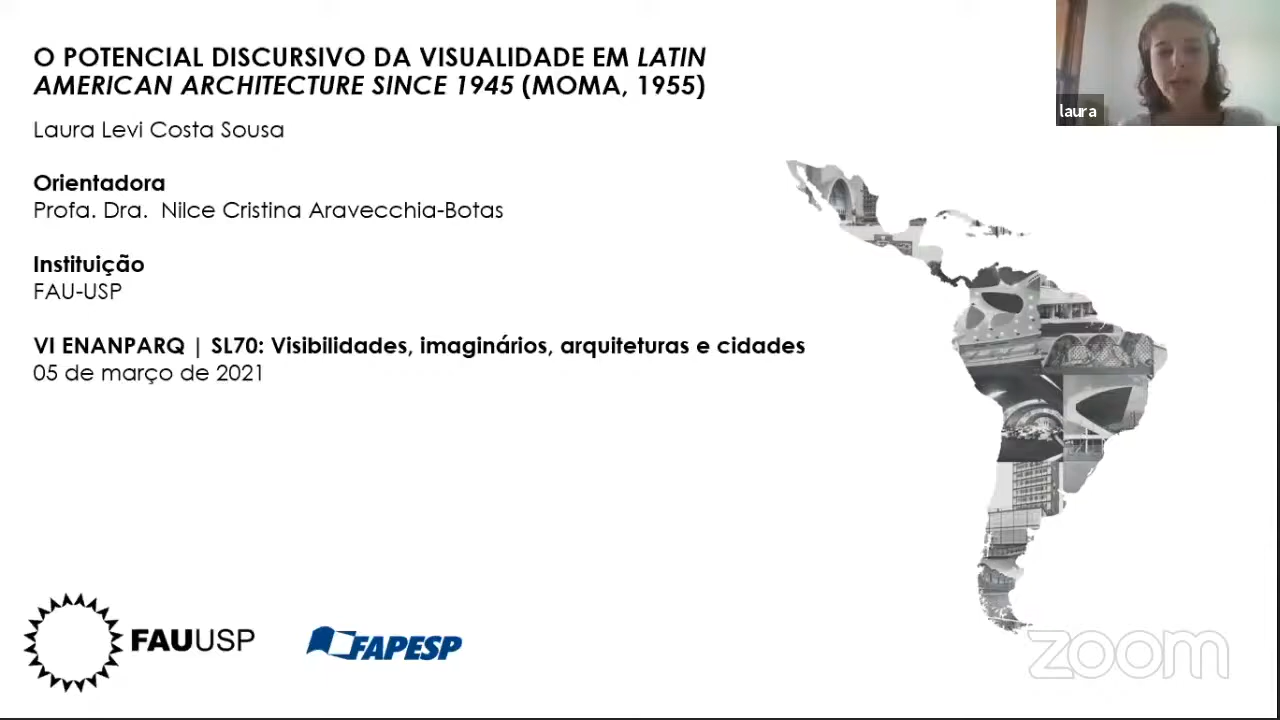 O POTENCIAL DISCURSIVO DA VISUALIDADE EM LATIN
AMERICAN ARCHITECTURE SINCE 1945 (MOMA, 1955)
Laura Levi Costa Sousa
Orientadora
Profa. Dra. Nilce Cristina Aravecchia-Botas
Instituição
FAU-USP
VI ENANPARQ | SL70: Visibilidades, imaginários, arquiteturas e cidades
05 de março de 2021
FAUUSP
FAPESP
laura
zoom